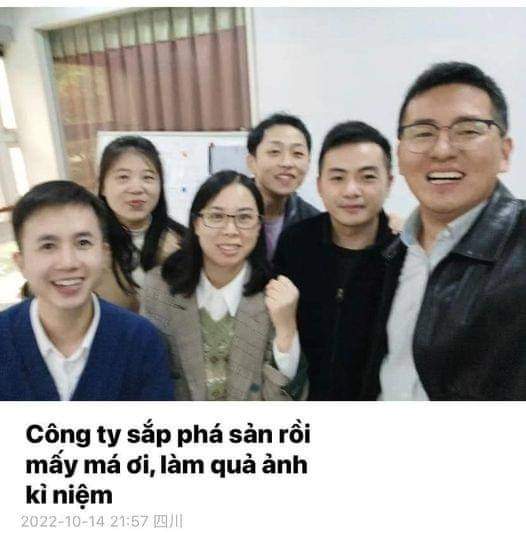 Công ty sắp phá sản rồi
mấy má ơi, làm quả ảnh
kỉ niệm
2022-10-14 21:57 四川